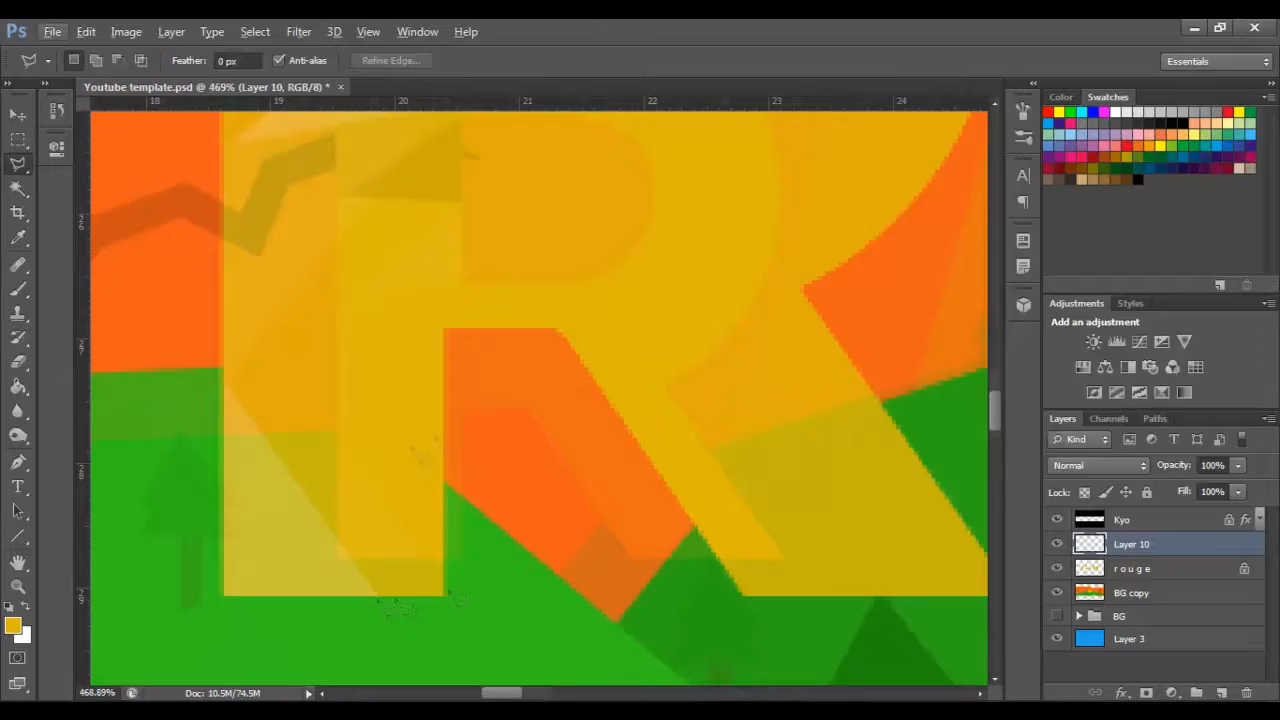 Ps File Edit Image Layer Type Select Filter 3D View Window Help
Feather: 0 px Anti-alias Refine Edge... Essentials
Youtube template.psd @ 469% (Layer 10, RGB/8) * ×
18 19 20 21 22 23 24
Color Swatches
R
Adjustments Styles
Add an adjustment
Layers Channels Paths
Kind
Normal Opacity: 100%
Lock: Fill: 100%
Kyo fx
Layer 10
r o u g e
BG copy
BG
Layer 3
468.89% Doc: 10.5M/74.5M